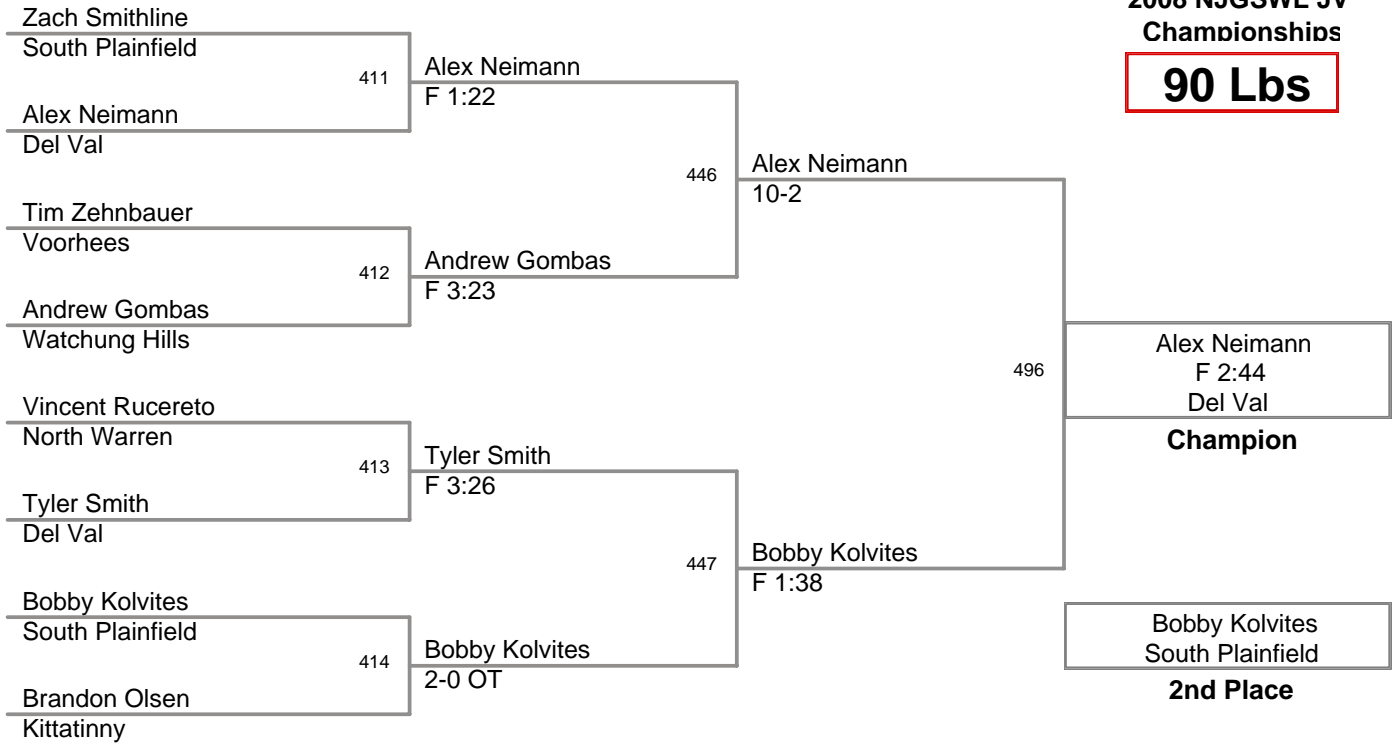 2008 NJGSWL JV
Championships
90 Lbs
Zach Smithline
South Plainfield
411
Alex Neimann
F 1:22
Alex Neimann
Del Val
446
Alex Neimann
10-2
Tim Zehnbauer
Voorhees
412
Andrew Gombas
F 3:23
Andrew Gombas
Watchung Hills
496
Alex Neimann
F 2:44
Del Val
Champion
Vincent Rucereto
North Warren
413
Tyler Smith
F 3:26
Tyler Smith
Del Val
447
Bobby Kolvites
F 1:38
Bobby Kolvites
South Plainfield
414
Bobby Kolvites
2-0 OT
Brandon Olsen
Kittatinny
Bobby Kolvites
South Plainfield
2nd Place